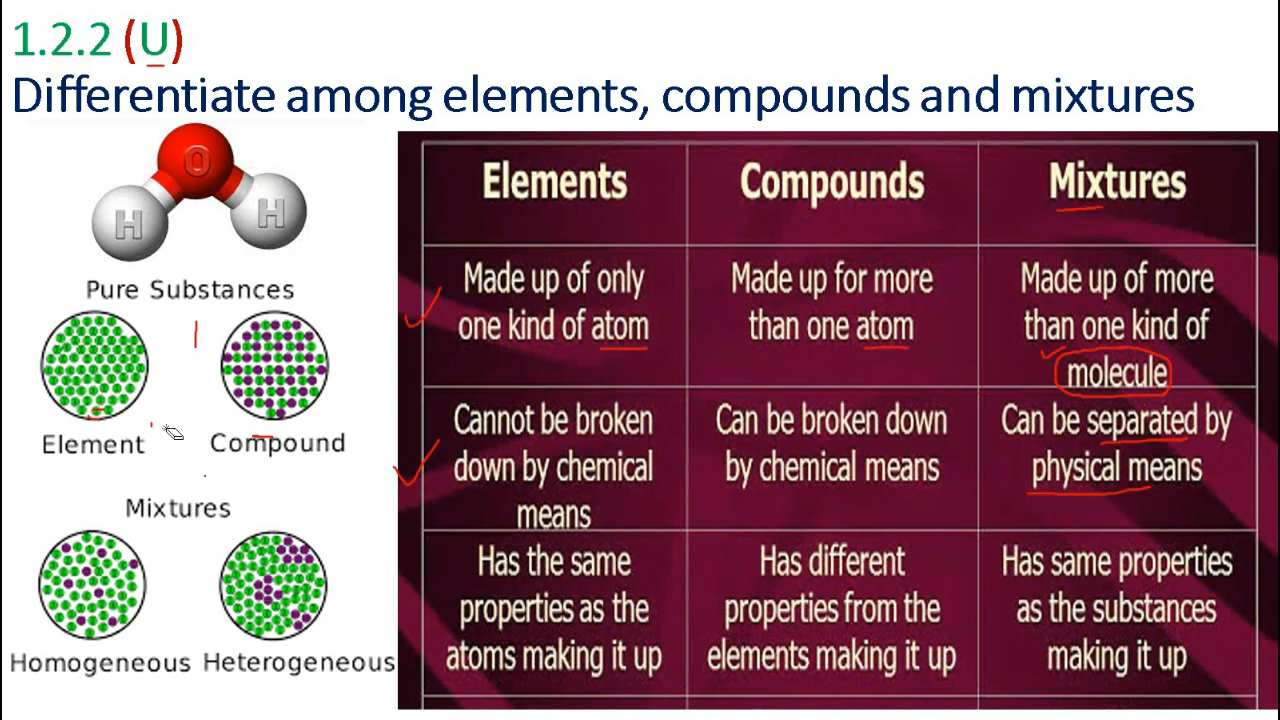 1.2.2 (U)
Differentiate among elements, compounds and mixtures
O
H
H
Pure Substances
Element
Compound
Mixtures
Homogeneous
Heterogeneous
Elements
Compounds
Mixtures
Made up of only
one kind of atom
Made up for more
than one atom
Made up of more
than one kind of
molecule
Cannot be broken
down by chemical
means
Can be broken down
by chemical means
Can be separated by
physical means
Has the same
properties as the
atoms making it up
Has different
properties from the
elements making it up
Has same properties
as the substances
making it up